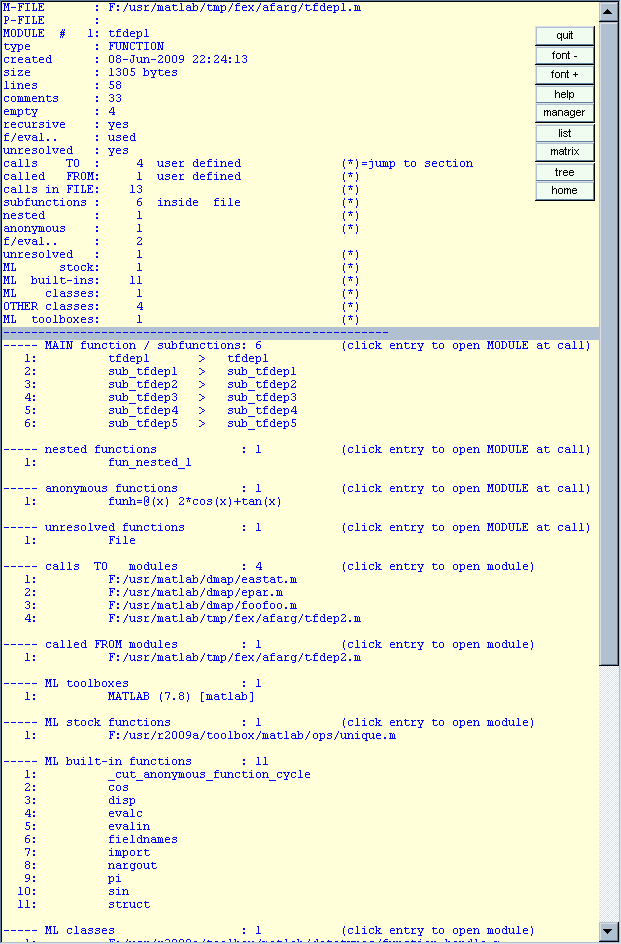 M-FILE : F:/usr/matlab/tmp/fex/afarg/tfdep1.m
P-FILE :
MODULE # 1: tfdep1
type : FUNCTION
created : 08-Jun-2009 22:24:13
size : 1305 bytes
lines : 58
comments : 33
empty : 4
recursive : yes
f/eval.. : used
unresolved : yes
calls TO : 4 user defined (*)=jump to section
called FROM: 1 user defined (*)
calls in FILE: 13 (*)
subfunctions : 6 inside file (*)
nested : 1 (*)
anonymous : 1 (*)
f/eval.. : 2
unresolved : 1 (*)
ML stock: 1 (*)
ML built-ins: 11 (*)
ML classes: 1 (*)
OTHER classes: 4 (*)
ML toolboxes: 1 (*)
quit
font -
font +
help
manager
list
matrix
tree
home
-------------------------------------------------------
----- MAIN function / subfunctions: 6 (click entry to open MODULE at call)
1: tfdep1 > tfdep1
2: sub_tfdep1 > sub_tfdep1
3: sub_tfdep2 > sub_tfdep2
4: sub_tfdep3 > sub_tfdep3
5: sub_tfdep4 > sub_tfdep4
6: sub_tfdep5 > sub_tfdep5
----- nested functions : 1 (click entry to open MODULE at call)
1: fun_nested_1
----- anonymous functions : 1 (click entry to open MODULE at call)
1: funh=@(x) 2*cos(x)+tan(x)
----- unresolved functions : 1 (click entry to open MODULE at call)
1: File
----- calls TO modules : 4 (click entry to open module)
1: F:/usr/matlab/dmap/eastat.m
2: F:/usr/matlab/dmap/epar.m
3: F:/usr/matlab/dmap/foofoo.m
4: F:/usr/matlab/tmp/fex/afarg/tfdep2.m
----- called FROM modules : 1 (click entry to open module)
1: F:/usr/matlab/tmp/fex/afarg/tfdep2.m
----- ML toolboxes : 1
1: MATLAB (7.8) [matlab]
----- ML stock functions : 1 (click entry to open module)
1: F:/usr/r2009a/toolbox/matlab/ops/unique.m
----- ML built-in functions : 11
1: _cut_anonymous_function_cycle
2: cos
3: disp
4: evalc
5: evalin
6: fieldnames
7: import
8: nargout
9: pi
10: sin
11: struct
----- ML classes : 1 (click entry to open module)